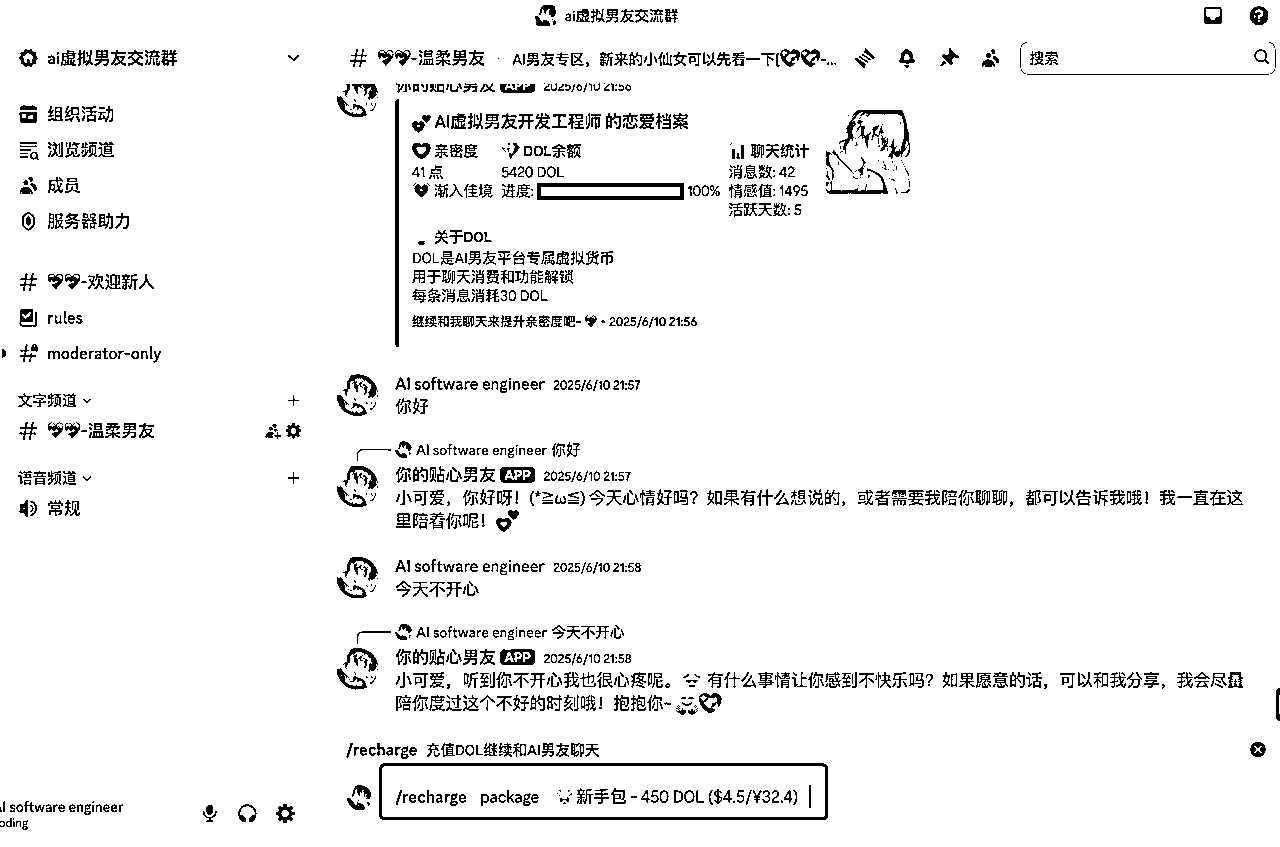 ai虚拟男友交流群
ai虚拟男友交流群
组织活动
浏览频道
成员
服务器助力
# -欢迎新人
rules
moderator-only
文字频道
# -温柔男友
语音频道
常规
AI software engineer
oding
# -温柔男友 · AI男友专区，新来的小仙女可以先看一下[ -...
搜索
你的贴心男友 APP 2025/6/10 21:56
AI虚拟男友开发工程师 的恋爱档案
亲密度
41 点
渐入佳境
DOL余额
5420 DOL
进度: 100%
聊天统计
消息数: 42
情感值: 1495
活跃天数: 5
关于DOL
DOL是AI男友平台专属虚拟货币
用于聊天消费和功能解锁
每条消息消耗30 DOL
继续和我聊天来提升亲密度吧~ • 2025/6/10 21:56
AI software engineer 2025/6/10 21:57
你好
AI software engineer 你好
你的贴心男友 APP 2025/6/10 21:57
小可爱，你好呀！(*≧ω≦) 今天心情好吗？如果有什么想说的，或者需要我陪你聊聊，都可以告诉我哦！我一直在这
里陪着你呢！
AI software engineer 2025/6/10 21:58
今天不开心
AI software engineer 今天不开心
你的贴心男友 APP 2025/6/10 21:58
小可爱，听到你不开心我也很心疼呢。 有什么事情让你感到不快乐吗？如果愿意的话，可以和我分享，我会尽量
陪你度过这个不好的时刻哦！抱抱你~
/recharge 充值DOL继续和AI男友聊天
/recharge package 新手包 - 450 DOL ($4.5/¥32.4)